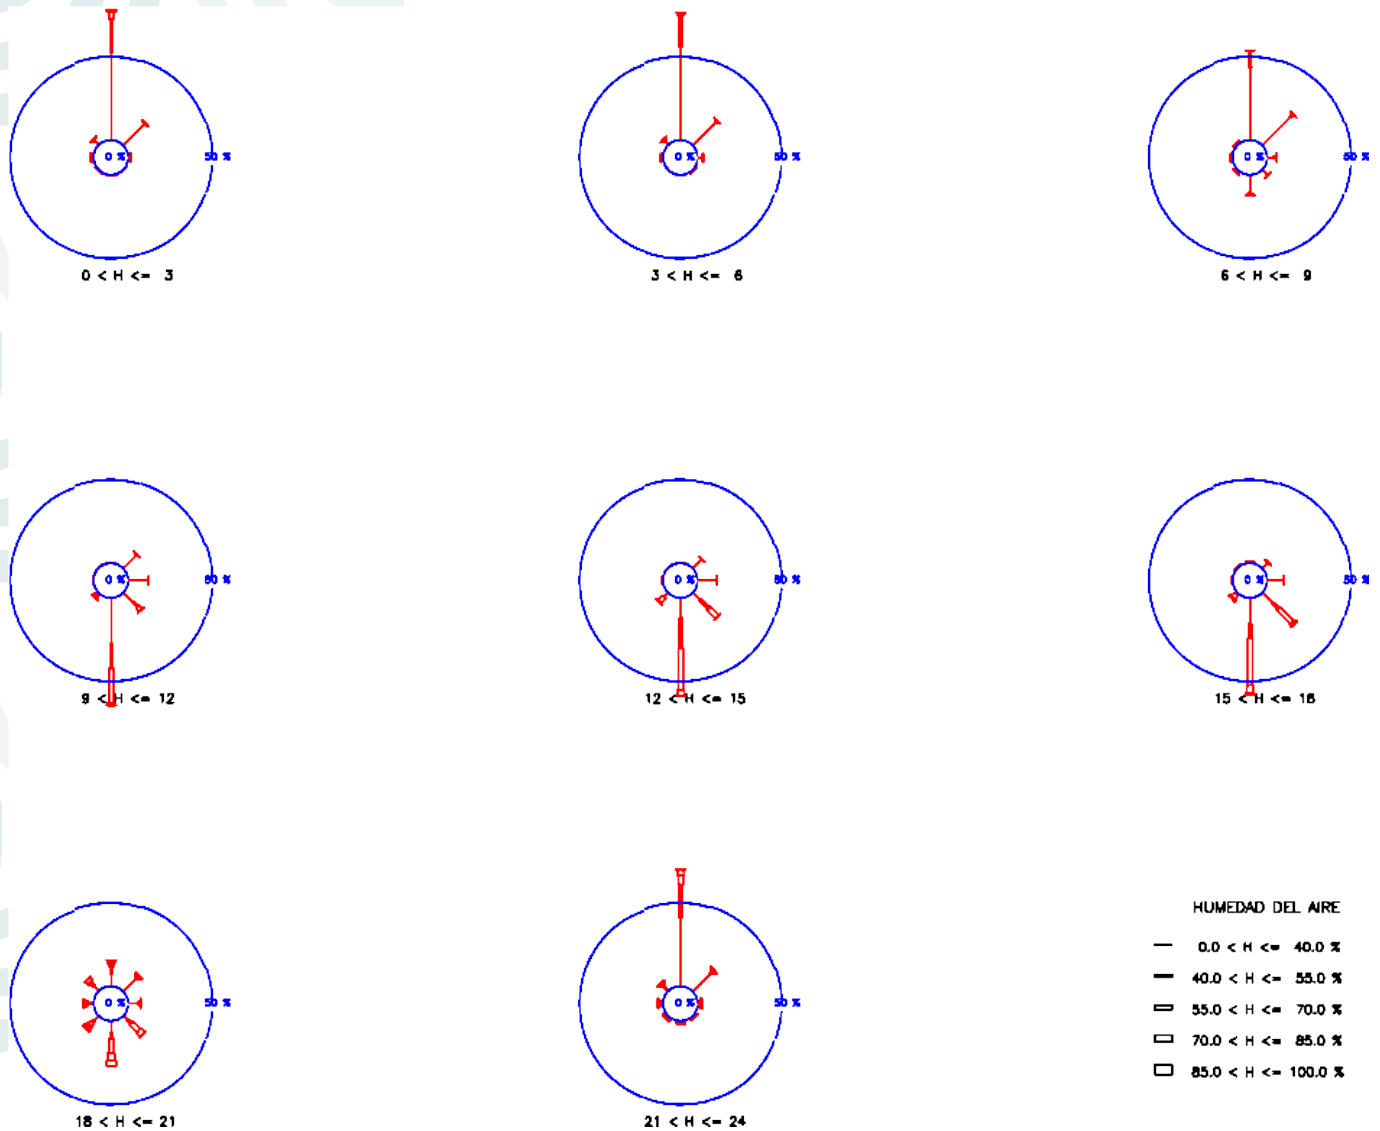 0 %
50 %
0 < H <= 3
0 %
50 %
3 < H <= 6
0 %
50 %
6 < H <= 9
0 %
50 %
9 < H <= 12
0 %
50 %
12 < H <= 15
0 %
50 %
15 < H <= 18
0 %
50 %
18 < H <= 21
0 %
50 %
21 < H <= 24
HUMEDAD DEL AIRE
0.0 < H <= 40.0 %
40.0 < H <= 55.0 %
55.0 < H <= 70.0 %
70.0 < H <= 85.0 %
85.0 < H <= 100.0 %